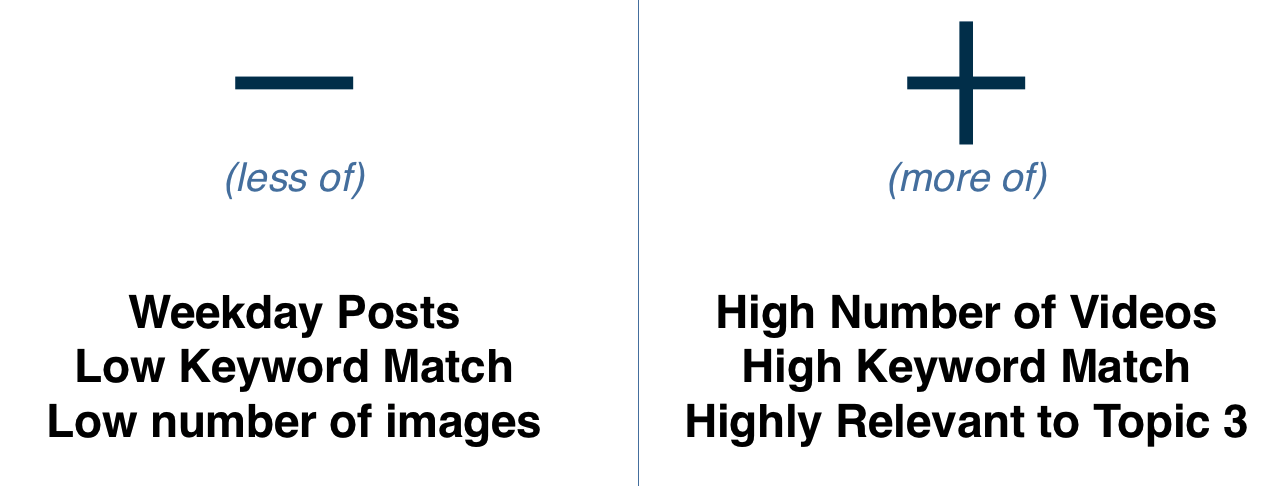 (less of)
Weekday Posts
Low Keyword Match
Low number of images
(more of)
High Number of Videos
High Keyword Match
Highly Relevant to Topic 3